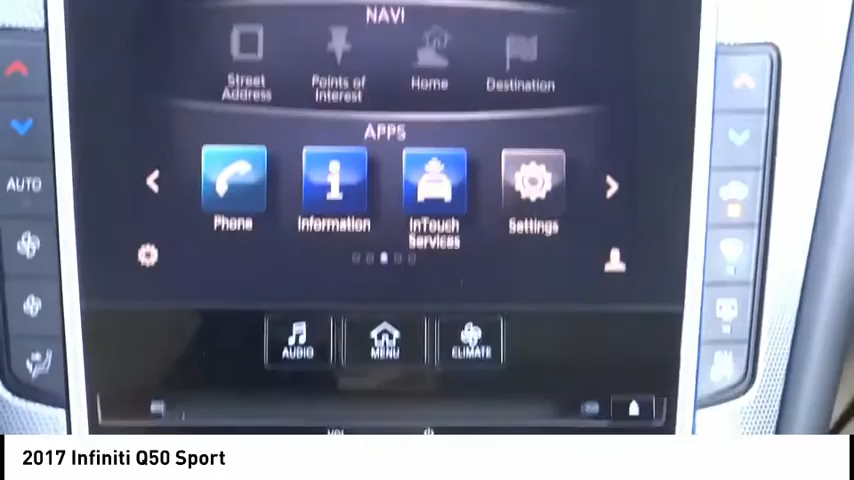 NAVI
Street Address
Points of Interest
Home
Destination
APPS
AUTO
Phone
Information
InTouch Services
Settings
AUDIO
MENU
CLIMATE
VOL
2017 Infiniti Q50 Sport